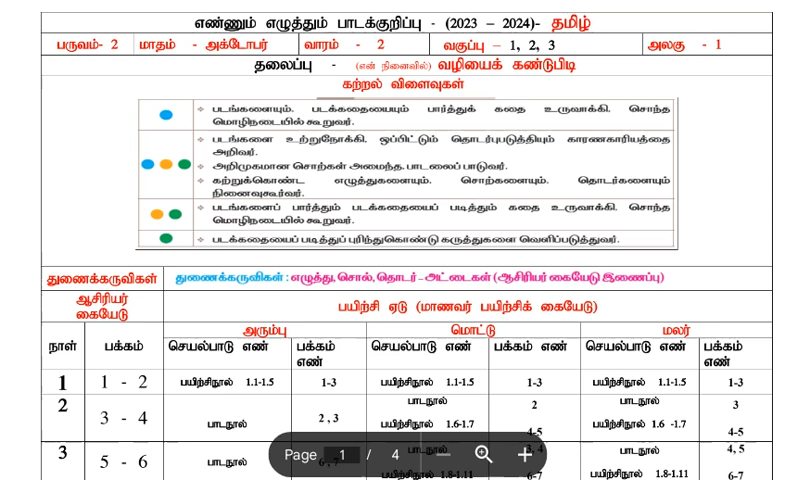 எண்ணும் எழுத்தும் பாடக்குறிப்பு - (2023 – 2024)- தமிழ்
பருவம்- 2 மாதம் - அக்டோபர் வாரம் - 2 வகுப்பு – 1, 2, 3 அலகு - 1
தலைப்பு - (என் நினைவில்) வழியைக் கண்டுபிடி
கற்றல் விளைவுகள்
❖ படங்களையும். படக்கதையையும் பார்த்துக் கதை உருவாக்கி. சொந்த
மொழிநடையில் கூறுவர்.
❖ படங்களை உற்றுநோக்கி. ஒப்பிட்டும் தொடர்புபடுத்தியும் காரணகாரியத்தை
அறிவர்.
❖ அறிமுகமான சொற்கள் அமைந்த. பாடலைப் பாடுவர்.
❖ கற்றுக்கொண்ட எழுத்துகளையும். சொற்களையும். தொடர்களையும்
நினைவுகூர்வர்.
❖ படங்களைப் பார்த்தும் படக்கதையைப் படித்தும் கதை உருவாக்கி. சொந்த
மொழிநடையில் கூறுவர்.
❖ படக்கதையைப் படித்துப் புரிந்துகொண்டு கருத்துகளை வெளிப்படுத்துவர்.
துணைக்கருவிகள் துணைக்கருவிகள் : எழுத்து, சொல், தொடர் – அட்டைகள் (ஆசிரியர் கையேடு இணைப்பு)
ஆசிரியர்
கையேடு
பயிற்சி ஏடு (மாணவர் பயிற்சிக் கையேடு)
அரும்பு மொட்டு மலர்
நாள் பக்கம் செயல்பாடு எண் பக்கம் எண் செயல்பாடு எண் பக்கம் எண் செயல்பாடு எண் பக்கம் எண்
1 1 - 2 பயிற்சிநூல் 1.1-1.5 1-3 பயிற்சிநூல் 1.1-1.5 1-3 பயிற்சிநூல் 1.1-1.5 1-3
2 3 - 4 பாடநூல் 2 , 3 பாடநூல் 2 பாடநூல் 3
பயிற்சிநூல் 1.6-1.7 4-5 பயிற்சிநூல் 1.6 -1.7 4-5
3 5 - 6 பாடநூல் பாடநூல் 4 பாடநூல் 4, 5
பயிற்சிநூல் 1.8-1.11 6-7 பயிற்சிநூல் 1.8-1.11 6-7
Page 1 / 4